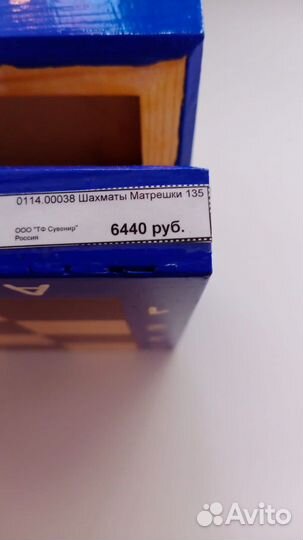 0114.00038 Шахматы Матрешки 135
ООО "ТФ Сувенир"
Россия
6440 руб.
A
Avito